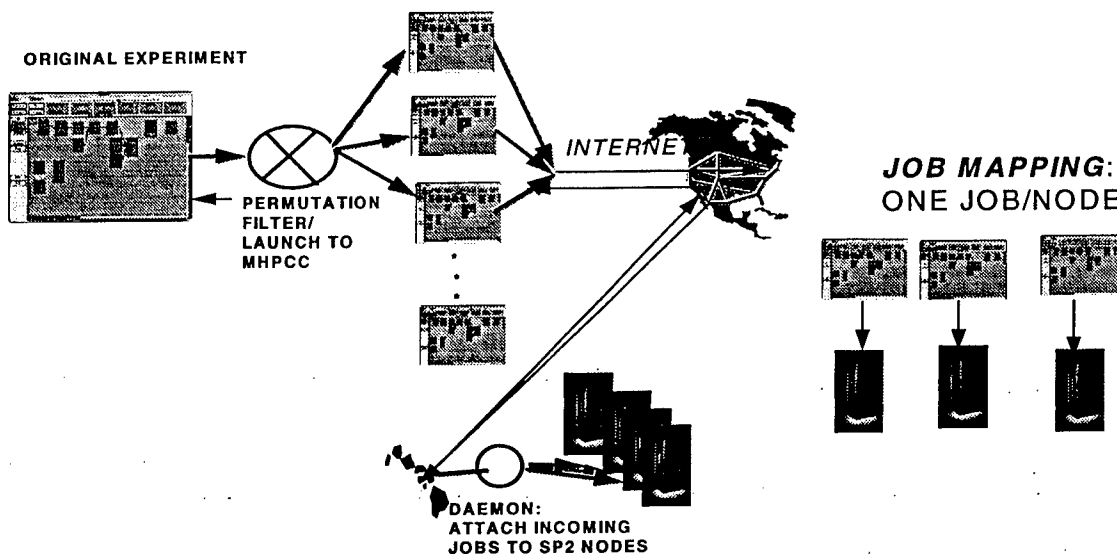 ORIGINAL EXPERIMENT
PERMUTATION
FILTER/
LAUNCH TO
MHPCC
INTERNET
JOB MAPPING:
ONE JOB/NODE
DAEMON:
ATTACH INCOMING
JOBS TO SP2 NODES